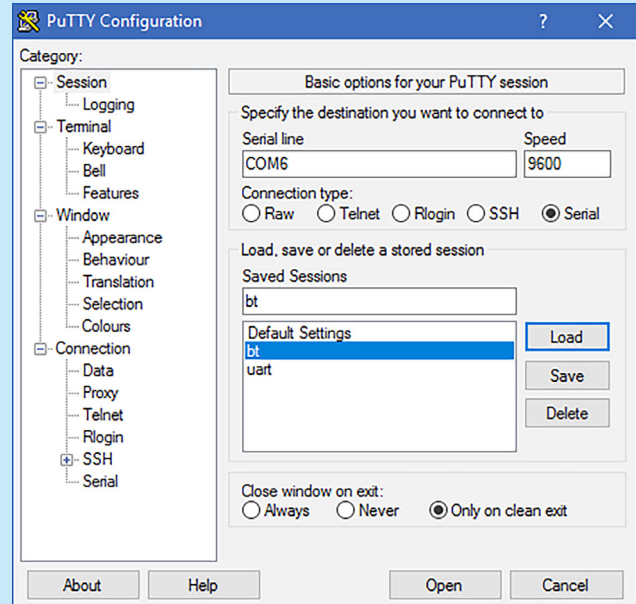 PuTTY Configuration
?
Category:
Session
Logging
Terminal
Keyboard
Bell
Features
Window
Appearance
Behaviour
Translation
Selection
Colours
Connection
Data
Proxy
Telnet
Rlogin
SSH
Serial
Basic options for your PuTTY session
Specify the destination you want to connect to
Serial line Speed
COM6 9600
Connection type:
Raw Telnet Rlogin SSH Serial
Load, save or delete a stored session
Saved Sessions
bt
Default Settings
bt
uart
Load
Save
Delete
Close window on exit:
Always Never Only on clean exit
About Help Open Cancel